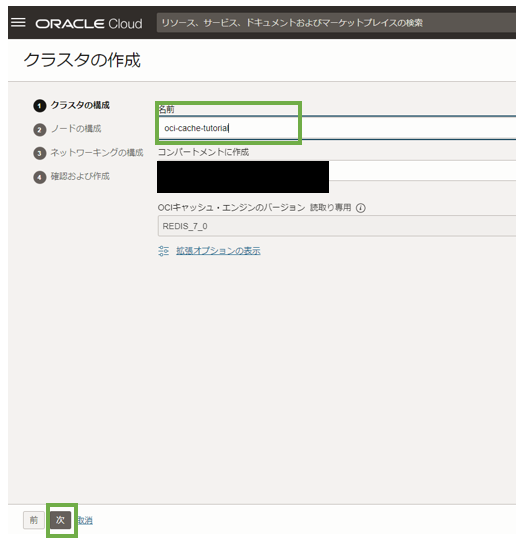 ORACLE Cloud
リソース、サービス、ドキュメントおよびマーケットプレイスの検索
クラスタの作成
1 クラスタの構成
2 ノードの構成
3 ネットワーキングの構成
4 確認および作成
名前
oci-cache-tutorial
コンパートメントに作成
OCIキャッシュ・エンジンのバージョン 読取り専用
REDIS_7_0
拡張オプションの表示
前 次 取消